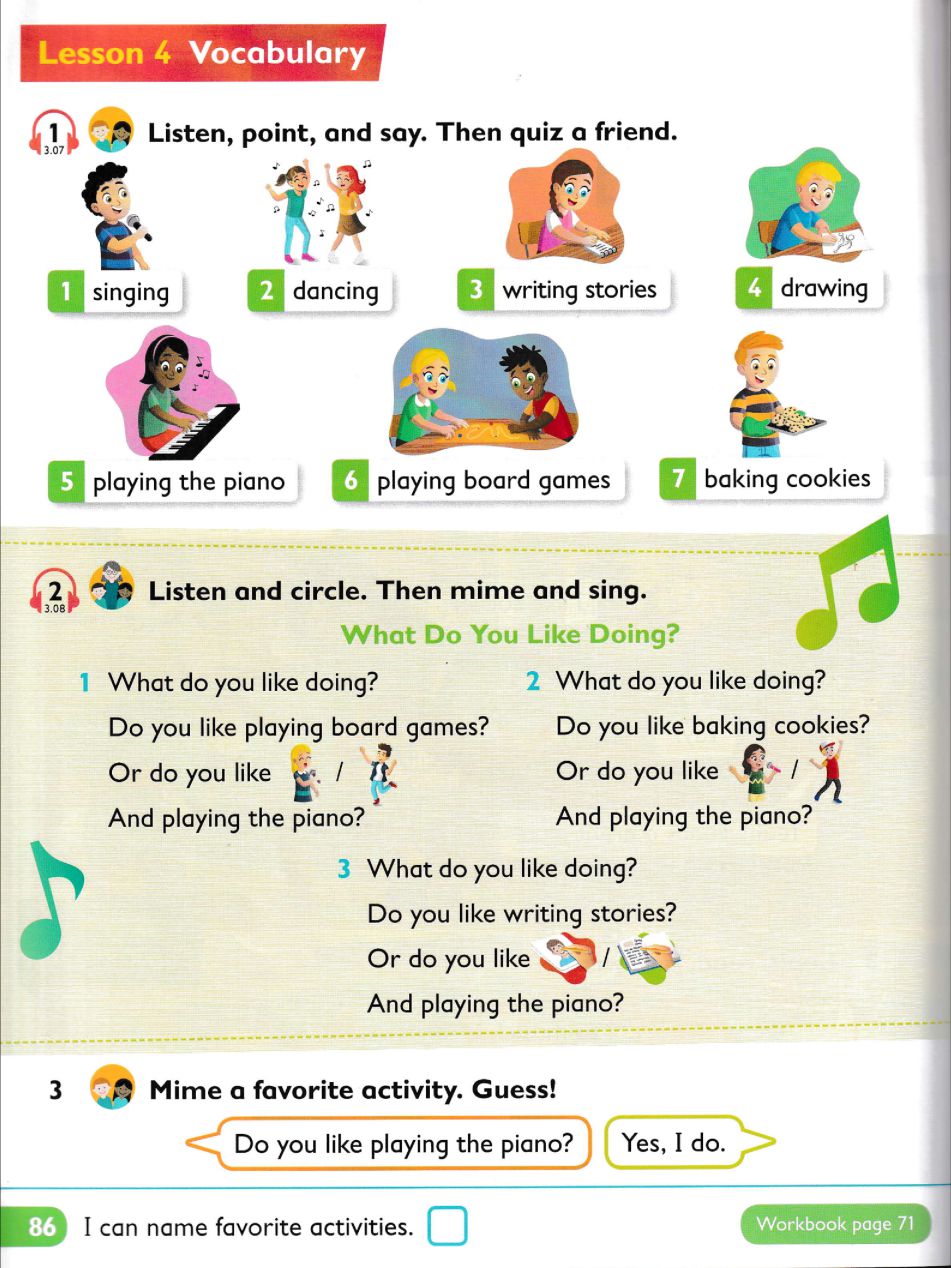 Lesson 4 Vocabulary
1 Listen, point, and say. Then quiz a friend.
3.07
1 singing
2 dancing
3 writing stories
4 drawing
5 playing the piano
6 playing board games
7 baking cookies
2 Listen and circle. Then mime and sing.
3.08
What Do You Like Doing?
1 What do you like doing?
Do you like playing board games?
Or do you like /
And playing the piano?
2 What do you like doing?
Do you like baking cookies?
Or do you like /
And playing the piano?
3 What do you like doing?
Do you like writing stories?
Or do you like /
And playing the piano?
3 Mime a favorite activity. Guess!
Do you like playing the piano?
Yes, I do.
86 I can name favorite activities.
Workbook page 71